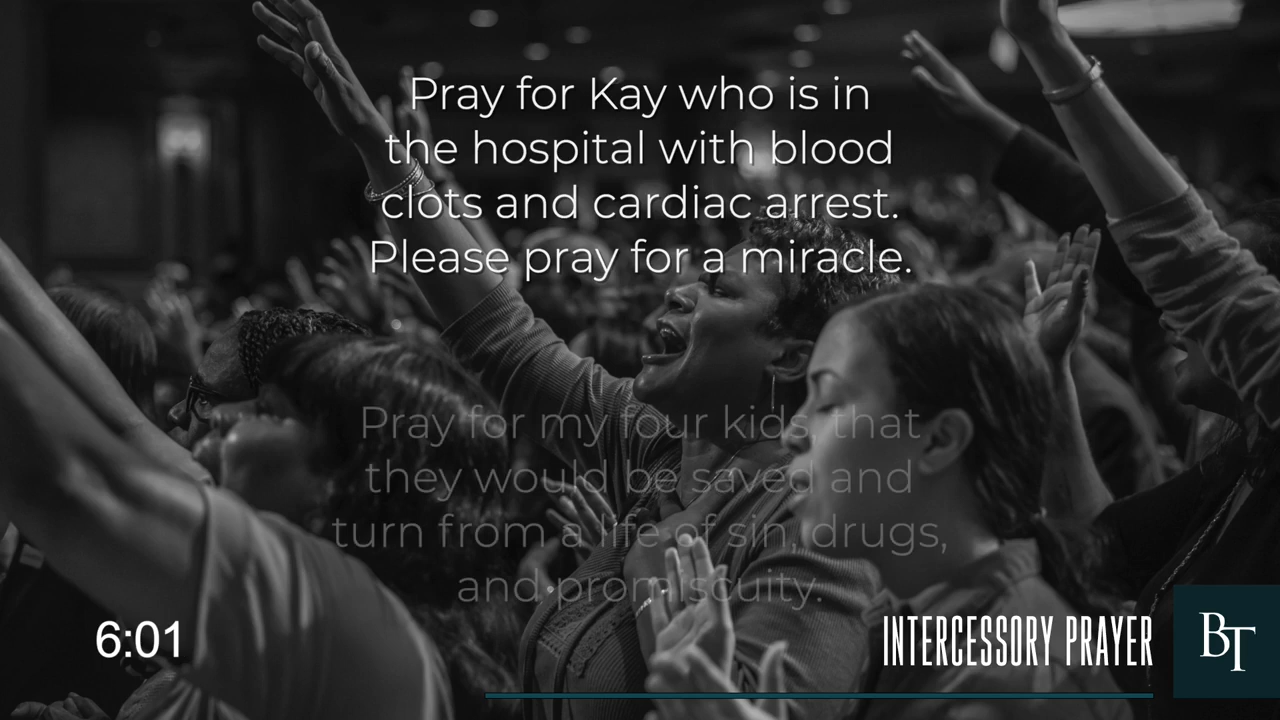 Pray for Kay who is in
the hospital with blood
clots and cardiac arrest.
Please pray for a miracle.
Pray for my four kids, that
they would be saved and
turn from a life of sin, drugs,
and promiscuity.
6:01
INTERCESSORY PRAYER
BT